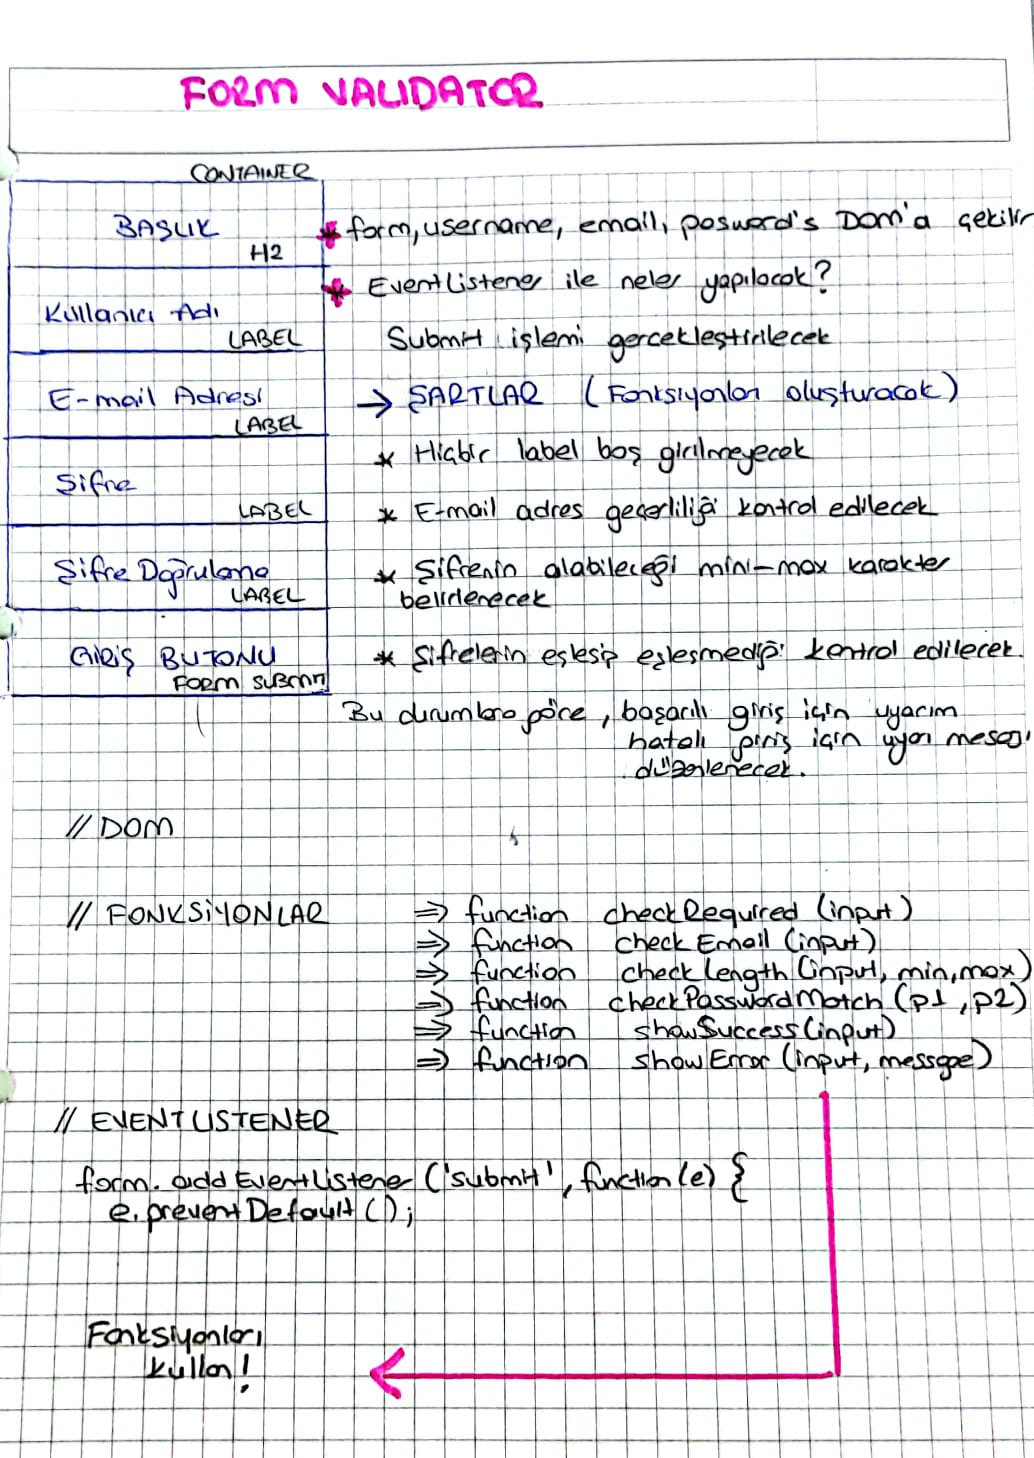 FORM VALIDATOR
CONTAINER
BAŞLIK
H2
Kullanıcı Adı
LABEL
E-mail Adresi
LABEL
Şifre
LABEL
Şifre Doğrulama
LABEL
GİRİŞ BUTONU
FORM SUBMIT
* form, username, email, pasword's Dom'a çekilir
* EventListener ile neler yapılacak?
Submit işlemi gerçekleştirilecek
→ ŞARTLAR (Fonksiyonları oluşturacak)
* Hiçbir label boş girilmeyecek
* E-mail adres geçerliliği kontrol edilecek
* Şifrenin alabileceği mini-max karakter
belirlenecek
* Şifrelerin eşleşip eşleşmediği kontrol edilecek.
Bu durumlara göre, başarılı giriş için uyarım
hatalı giriş için uyarı mesajı
düzenlenecek.
// DOM
// FONKSİYONLAR
⇒ function checkRequired (input)
⇒ function checkEmail (input)
⇒ function checkLength (input, min, max)
⇒ function checkPasswordMatch (p1, p2)
⇒ function showSuccess (input)
⇒ function showError (input, message)
// EVENTLISTENER
form. addEventListener ('submit', function (e) {
e. preventDefault ();
Fonksiyonları
kullan!